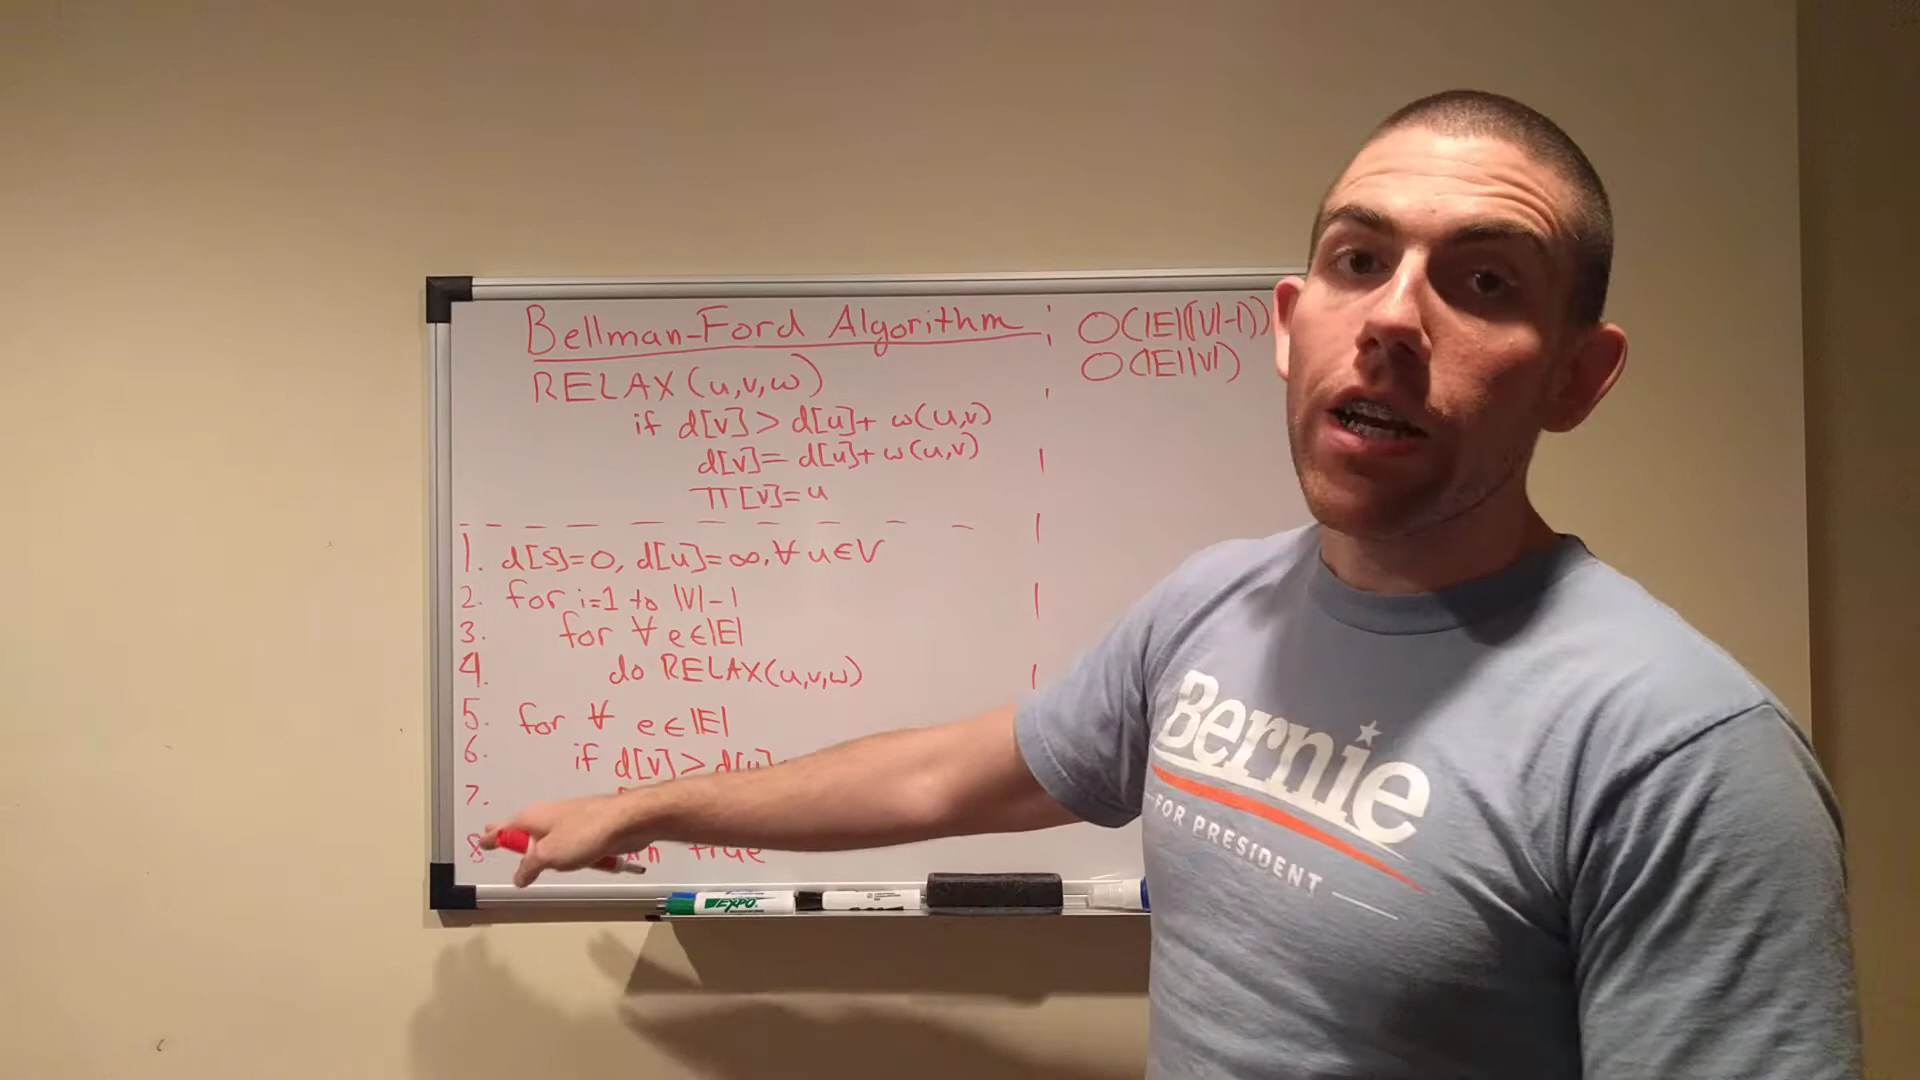 Bellman-Ford Algorithm
RELAX(u,v,w)
if d[v] > d[u] + w(u,v)
d[v] = d[u] + w(u,v)
π[v] = u
1. d[s]=0, d[u]=∞, ∀ u∈V
2. for i=1 to |V|-1
3. for ∀ e∈|E|
4. do RELAX(u,v,w)
5. for ∀ e∈|E|
6. if d[v] > d[u]
7.
8. true
O(|E|(|V|-1))
O(|E||V|)
Bernie
FOR PRESIDENT
EXPO